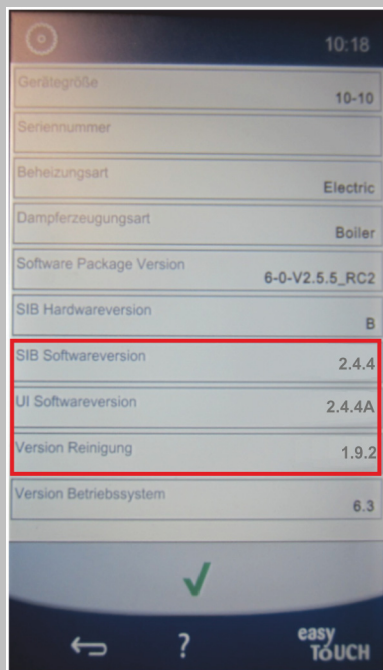 10:18
Gerätegröße
10-10
Seriennummer
Beheizungsart
Electric
Dampferzeugungsart
Boiler
Software Package Version
6-0-V2.5.5_RC2
SIB Hardwareversion
B
SIB Softwareversion
2.4.4
UI Softwareversion
2.4.4A
Version Reinigung
1.9.2
Version Betriebssystem
6.3
?
easy
TOUCH